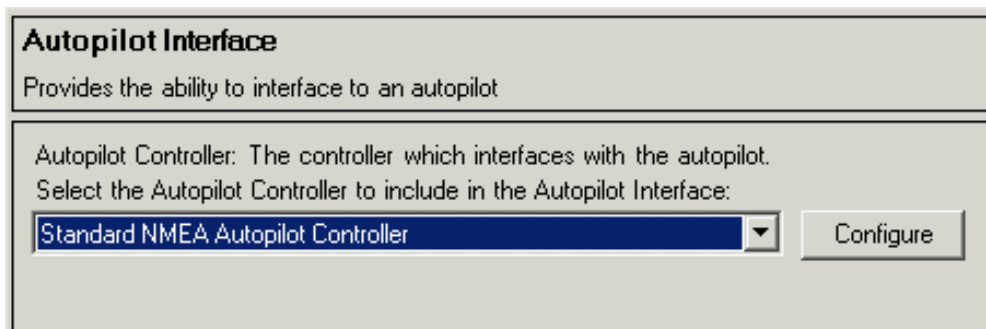 Autopilot Interface
Provides the ability to interface to an autopilot
Autopilot Controller: The controller which interfaces with the autopilot.
Select the Autopilot Controller to include in the Autopilot Interface:
Standard NMEA Autopilot Controller
Configure